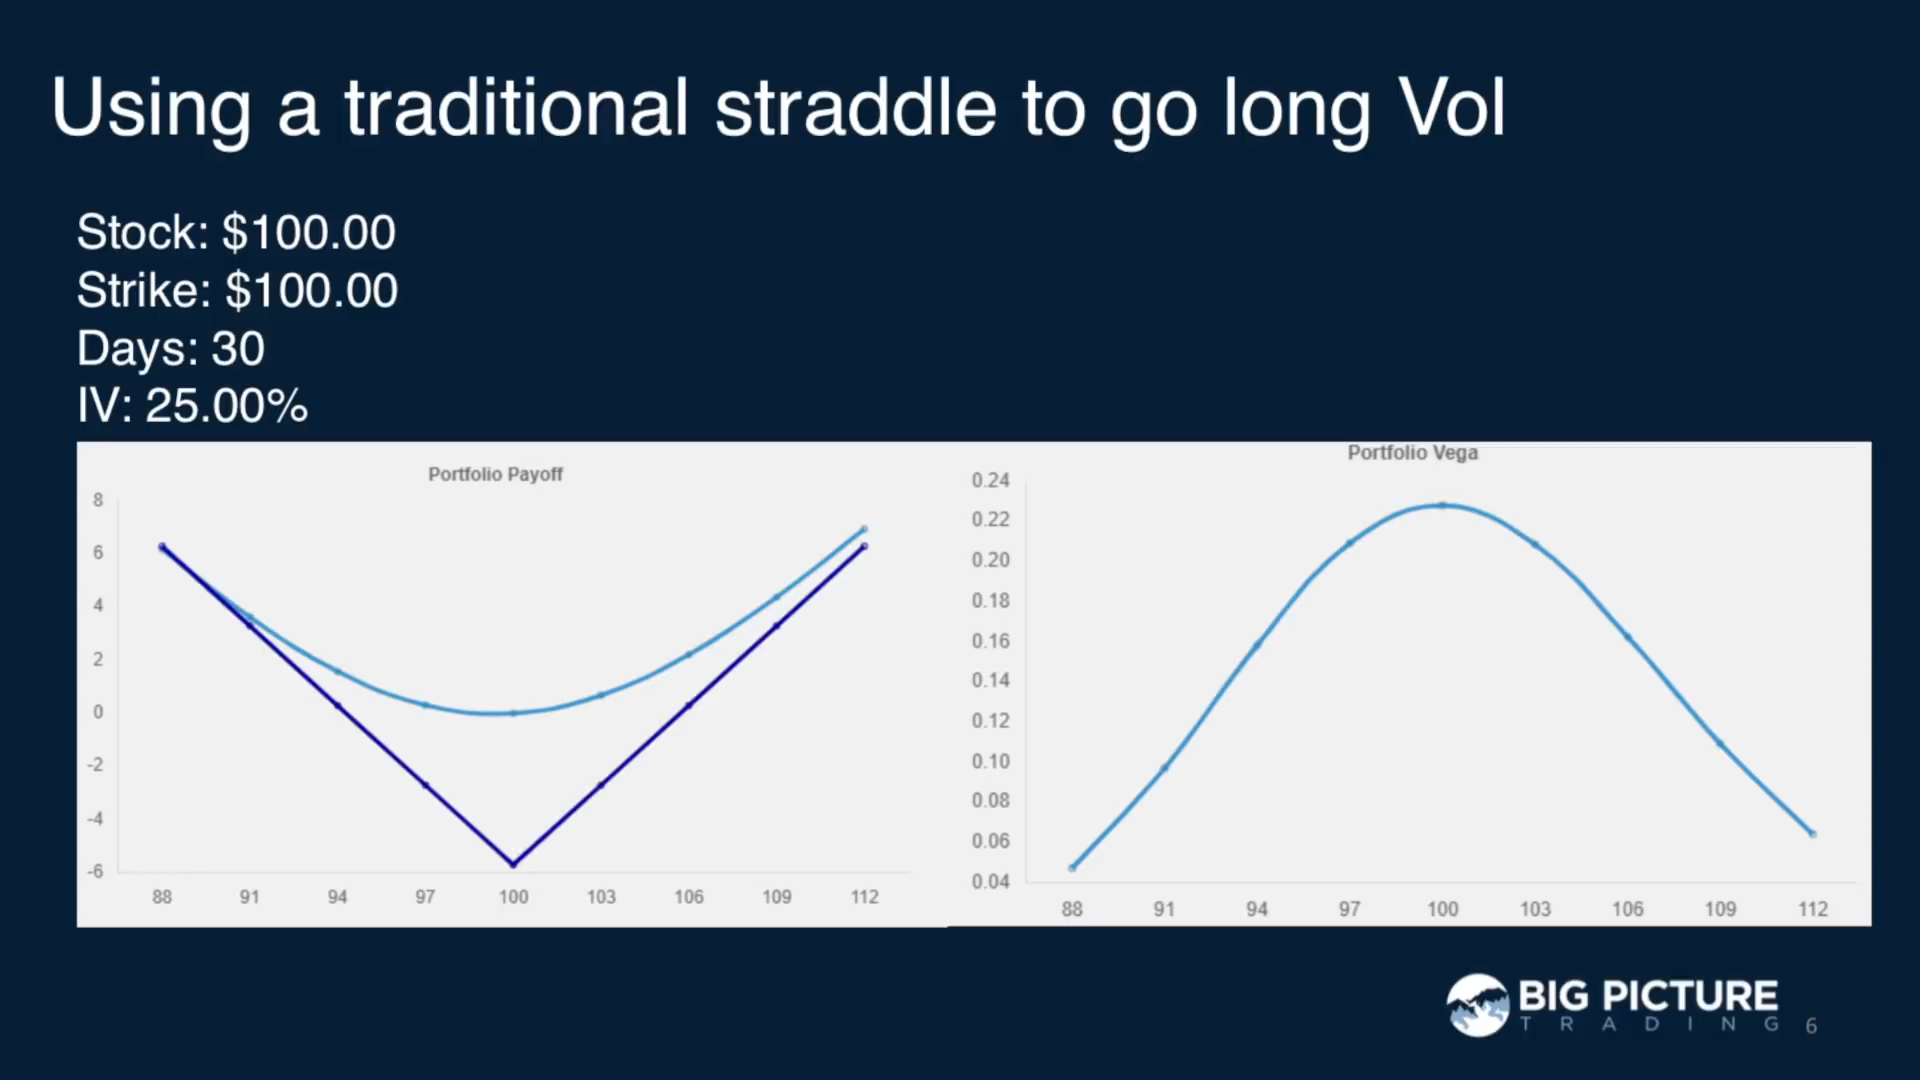 Using a traditional straddle to go long Vol
Stock: $100.00
Strike: $100.00
Days: 30
IV: 25.00%
Portfolio Payoff
8
6
4
2
0
-2
-4
-6
88 91 94 97 100 103 106 109 112
Portfolio Vega
0.24
0.22
0.20
0.18
0.16
0.14
0.12
0.10
0.08
0.06
0.04
88 91 94 97 100 103 106 109 112
BIG PICTURE
TRADING
6